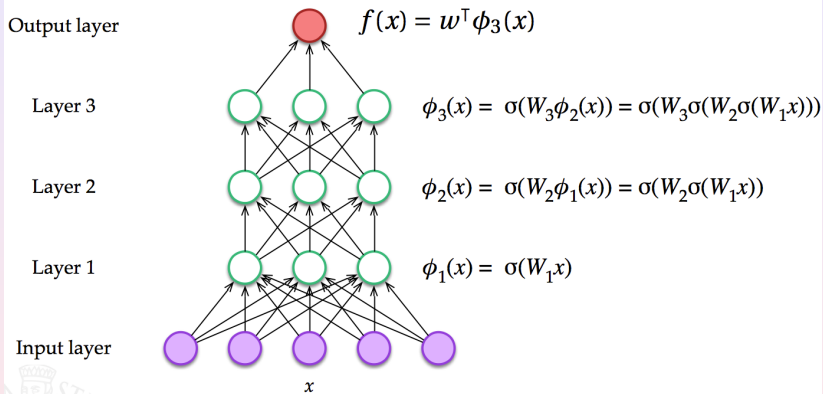 Output layer f(x) = wᵀϕ₃(x)
Layer 3 ϕ₃(x) = σ(W₃ϕ₂(x)) = σ(W₃σ(W₂σ(W₁x)))
Layer 2 ϕ₂(x) = σ(W₂ϕ₁(x)) = σ(W₂σ(W₁x))
Layer 1 ϕ₁(x) = σ(W₁x)
Input layer
x